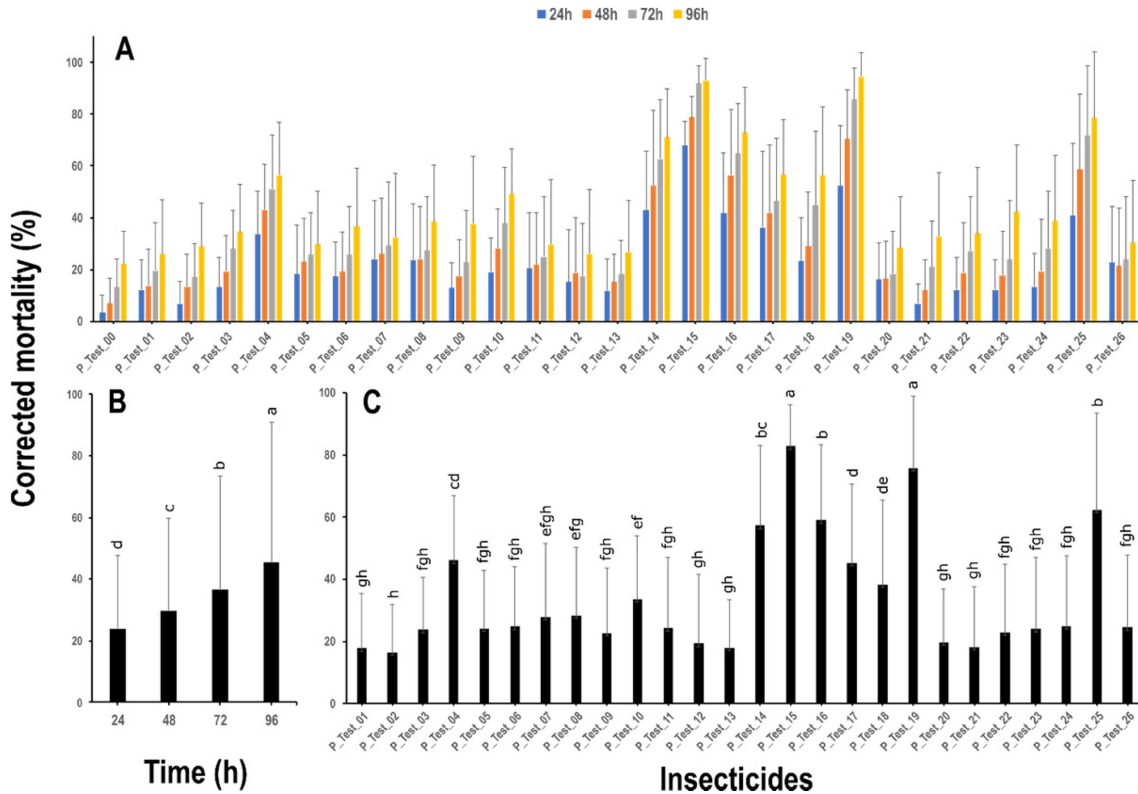 24h 48h 72h 96h
A
Corrected mortality (%)
100
80
60
40
20
0
P_Test_00 P_Test_01 P_Test_02 P_Test_03 P_Test_04 P_Test_05 P_Test_06 P_Test_07 P_Test_08 P_Test_09 P_Test_10 P_Test_11 P_Test_12 P_Test_13 P_Test_14 P_Test_15 P_Test_16 P_Test_17 P_Test_18 P_Test_19 P_Test_20 P_Test_21 P_Test_22 P_Test_23 P_Test_24 P_Test_25 P_Test_26
B
100
80
60
40
20
0
d c b a
24 48 72 96
Time (h)
C
100
80
60
40
20
0
gh h fgh cd fgh fgh efgh efg gh ef fgh gh gh bc a b d de a gh gh fgh fgh fgh b fgh
P_Test_01 P_Test_02 P_Test_03 P_Test_04 P_Test_05 P_Test_06 P_Test_07 P_Test_08 P_Test_09 P_Test_10 P_Test_11 P_Test_12 P_Test_13 P_Test_14 P_Test_15 P_Test_16 P_Test_17 P_Test_18 P_Test_19 P_Test_20 P_Test_21 P_Test_22 P_Test_23 P_Test_24 P_Test_25 P_Test_26
Insecticides